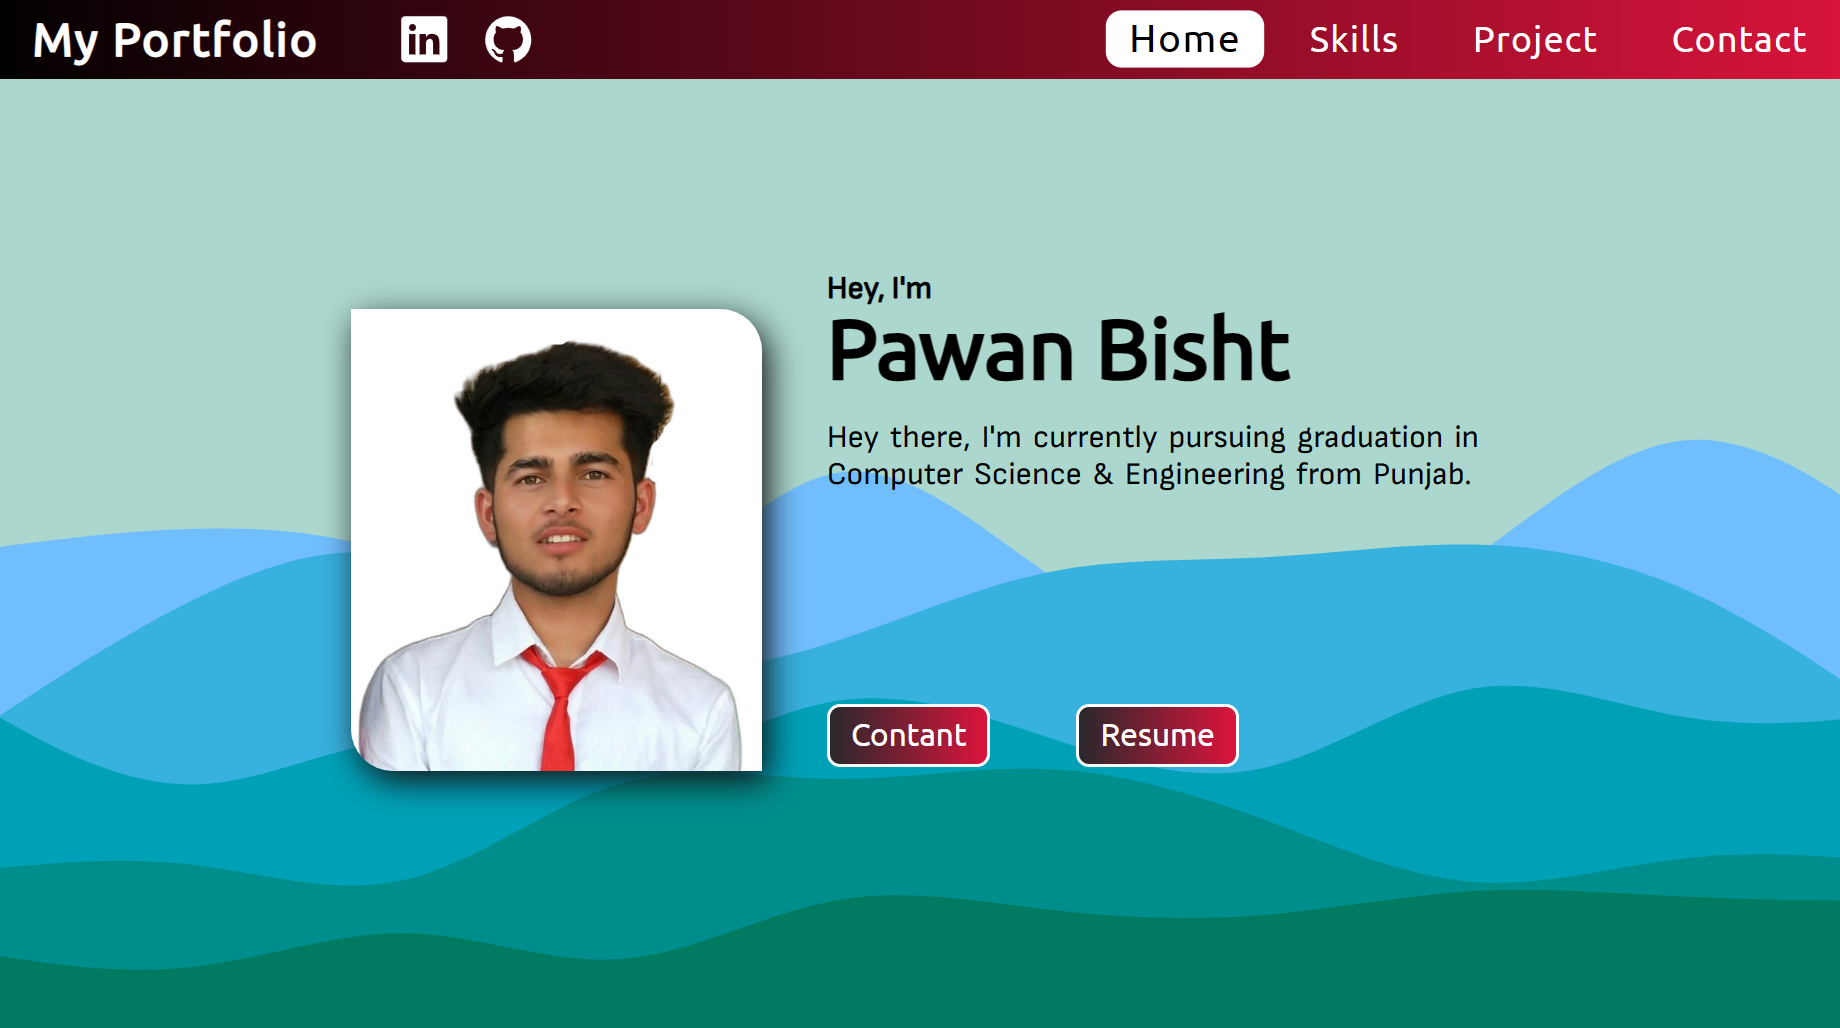 My Portfolio
in
Home
Skills
Project
Contact
Hey, I'm
Pawan Bisht
Hey there, I'm currently pursuing graduation in
Computer Science & Engineering from Punjab.
Contant
Resume